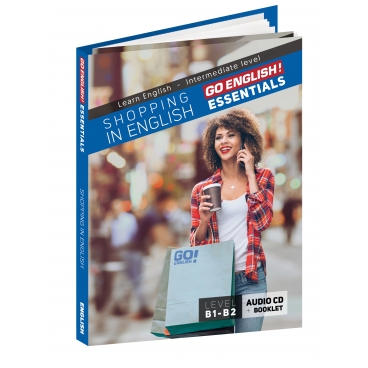 Learn English - Intermediate level
SHOPPING
IN ENGLISH
GO ENGLISH!
ESSENTIALS
GO!
ENGLISH
LEVEL
B1-B2
AUDIO CD
+ BOOKLET
GO ENGLISH! ESSENTIALS
SHOPPING IN ENGLISH
ENGLISH